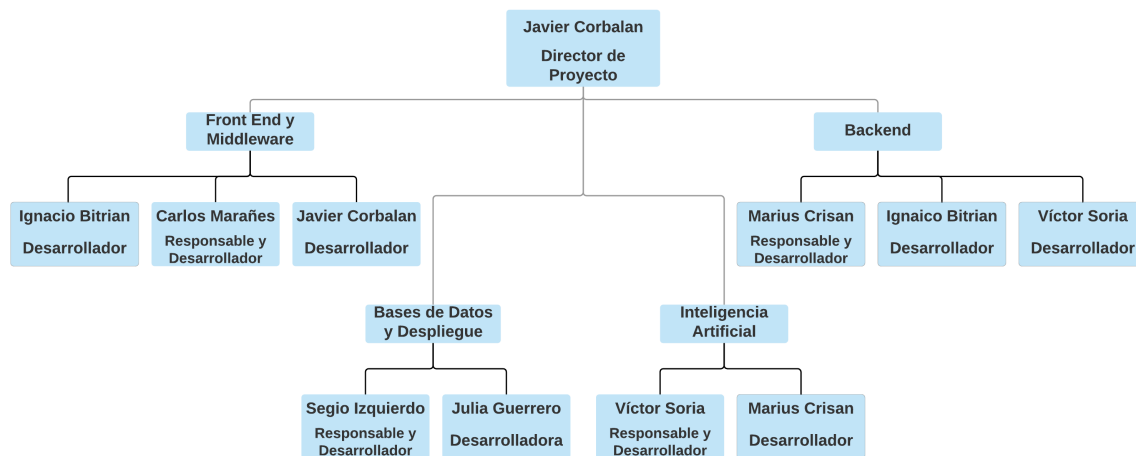 Javier Corbalan
Director de
Proyecto
Front End y
Middleware
Backend
Ignacio Bitrian
Desarrollador
Carlos Marañes
Responsable y
Desarrollador
Javier Corbalan
Desarrollador
Marius Crisan
Responsable y
Desarrollador
Ignaico Bitrian
Desarrollador
Víctor Soria
Desarrollador
Bases de Datos
y Despliegue
Inteligencia
Artificial
Segio Izquierdo
Responsable y
Desarrollador
Julia Guerrero
Desarrolladora
Víctor Soria
Responsable y
Desarrollador
Marius Crisan
Desarrollador